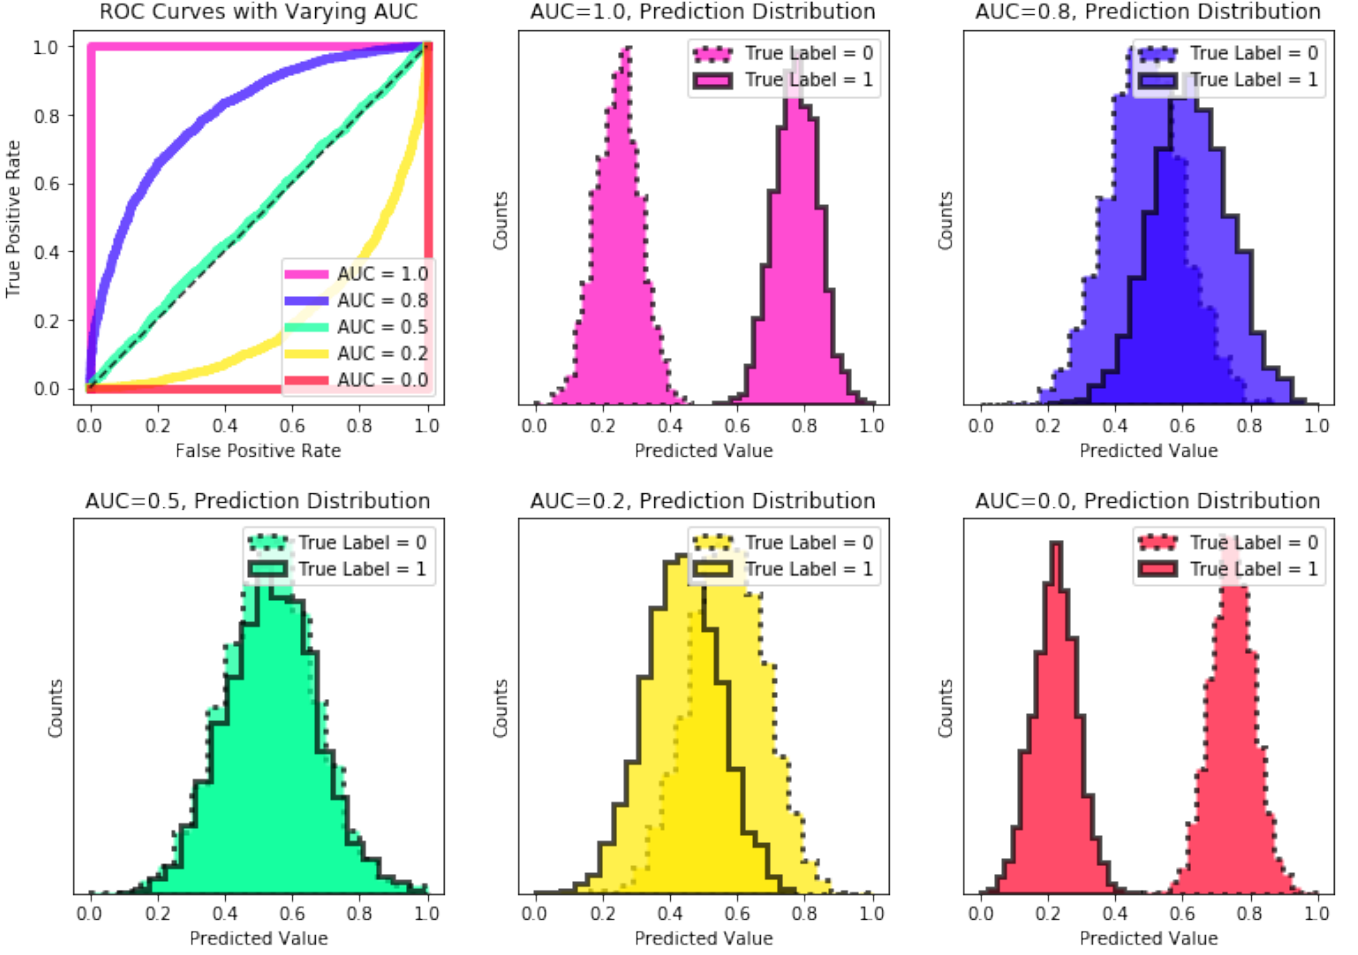 ROC Curves with Varying AUC
True Positive Rate
1.0
0.8
0.6
0.4
0.2
0.0
AUC = 1.0
AUC = 0.8
AUC = 0.5
AUC = 0.2
AUC = 0.0
0.0 0.2 0.4 0.6 0.8 1.0
False Positive Rate
AUC=1.0, Prediction Distribution
True Label = 0
True Label = 1
Counts
0.0 0.2 0.4 0.6 0.8 1.0
Predicted Value
AUC=0.8, Prediction Distribution
True Label = 0
True Label = 1
Counts
0.0 0.2 0.4 0.6 0.8 1.0
Predicted Value
AUC=0.5, Prediction Distribution
True Label = 0
True Label = 1
Counts
0.0 0.2 0.4 0.6 0.8 1.0
Predicted Value
AUC=0.2, Prediction Distribution
True Label = 0
True Label = 1
Counts
0.0 0.2 0.4 0.6 0.8 1.0
Predicted Value
AUC=0.0, Prediction Distribution
True Label = 0
True Label = 1
Counts
0.0 0.2 0.4 0.6 0.8 1.0
Predicted Value